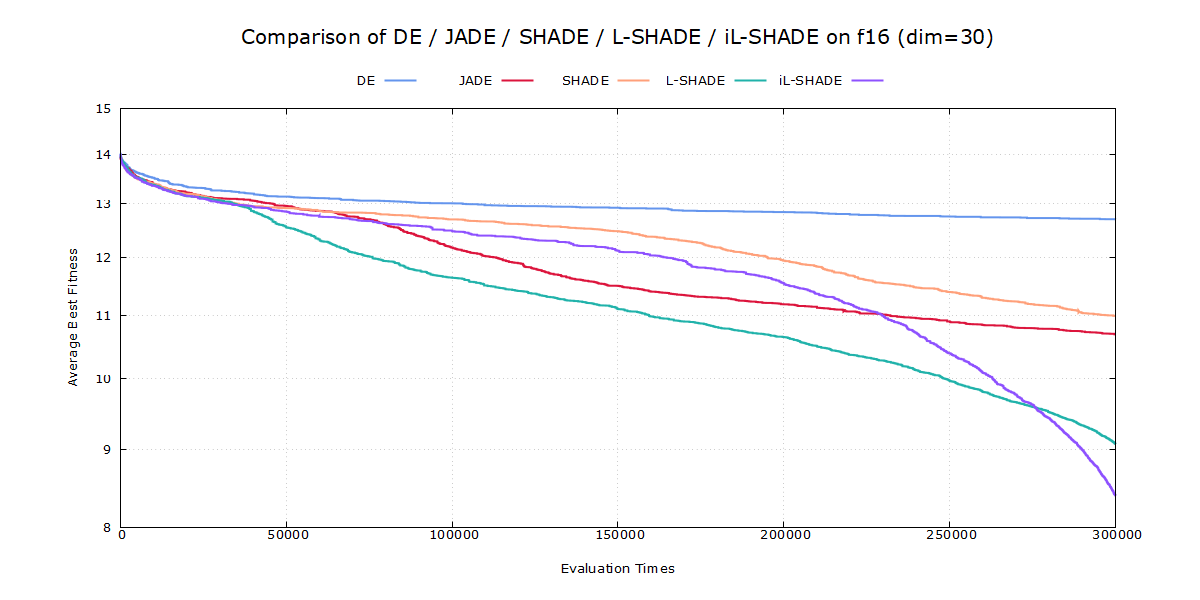 Comparison of DE / JADE / SHADE / L-SHADE / iL-SHADE on f16 (dim=30)
DE JADE SHADE L-SHADE iL-SHADE
15
14
13
12
11
10
9
8
Average Best Fitness
0 50000 100000 150000 200000 250000 300000
Evaluation Times